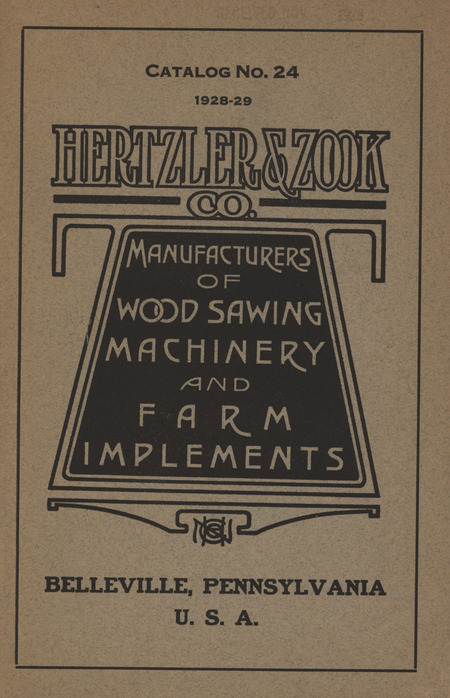 CATALOG NO. 24
1928-29
HERTZLER & ZOOK
CO.
MANUFACTURERS
OF
WOOD SAWING
MACHINERY
AND
FARM
IMPLEMENTS
BELLEVILLE, PENNSYLVANIA
U. S. A.